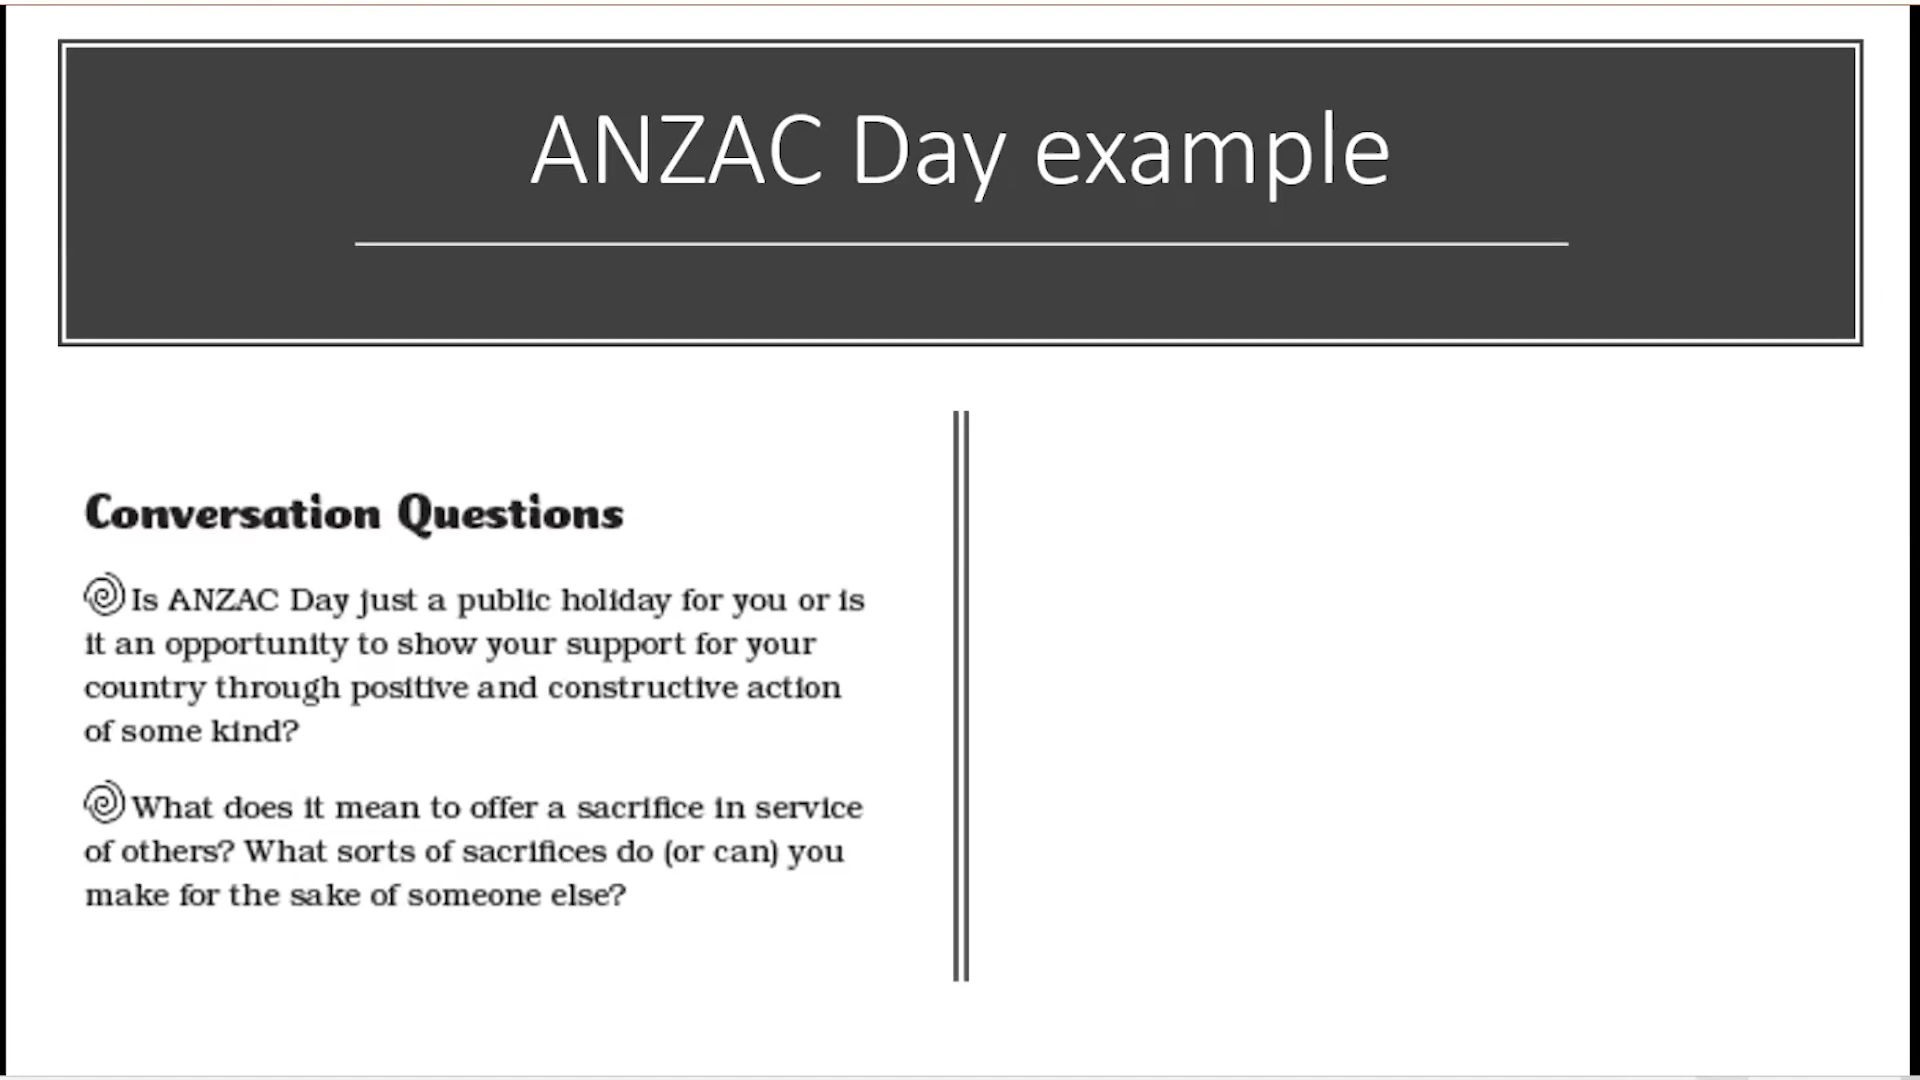 ANZAC Day example
Conversation Questions
Is ANZAC Day just a public holiday for you or is
it an opportunity to show your support for your
country through positive and constructive action
of some kind?
What does it mean to offer a sacrifice in service
of others? What sorts of sacrifices do (or can) you
make for the sake of someone else?